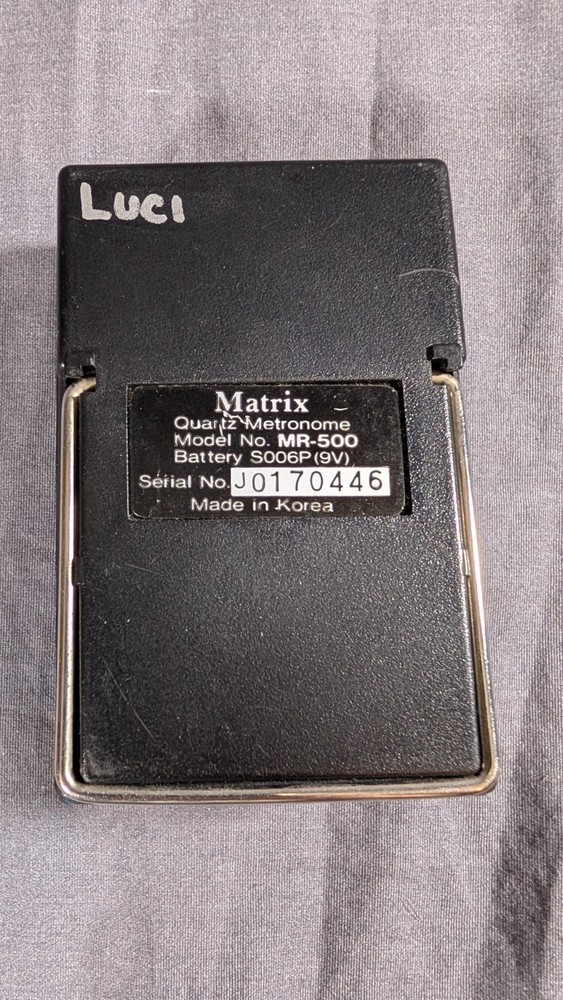 LUCI
Matrix
Quartz Metronome
Model No. MR-500
Battery S006P (9V)
Serial No. J0170446
Made in Korea